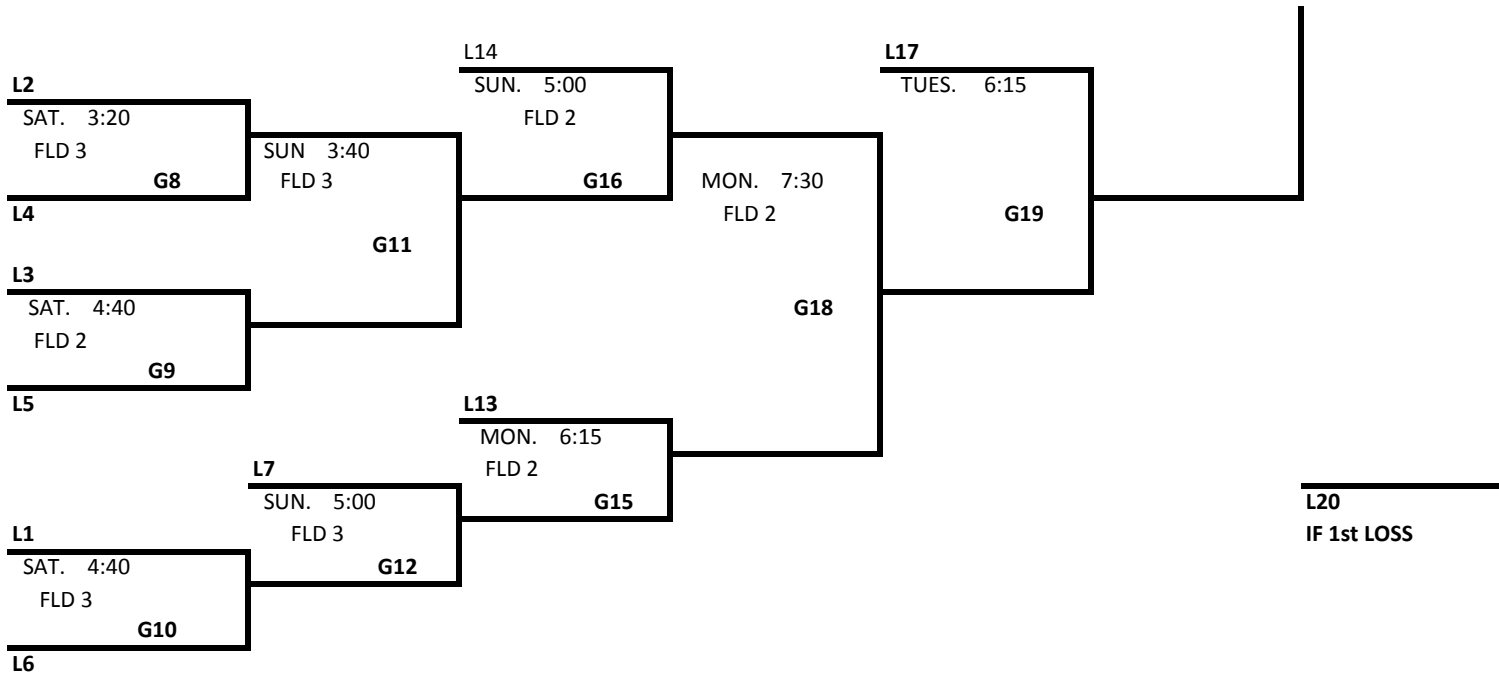 L14
L17
L2
SUN. 5:00
TUES. 6:15
SAT. 3:20
FLD 2
FLD 3
SUN 3:40
G8
FLD 3
G16
MON. 7:30
L4
FLD 2
G19
G11
L3
SAT. 4:40
G18
FLD 2
G9
L5
L13
MON. 6:15
L7
FLD 2
SUN. 5:00
G15
L20
L1
FLD 3
IF 1st LOSS
SAT. 4:40
G12
FLD 3
G10
L6